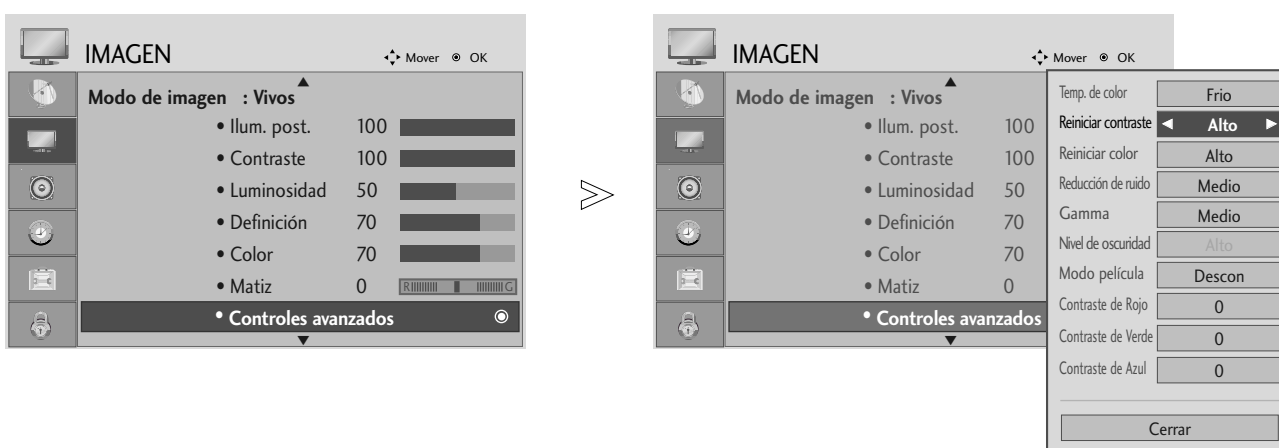 IMAGEN
Mover OK
Modo de imagen : Vivos
• Ilum. post. 100
• Contraste 100
• Luminosidad 50
• Definición 70
• Color 70
• Matiz 0 R G
• Controles avanzados
IMAGEN
Mover OK
Modo de imagen : Vivos
• Ilum. post. 100
• Contraste 100
• Luminosidad 50
• Definición 70
• Color 70
• Matiz 0
• Controles avanzados
Temp. de color Frio
Reiniciar contraste ◄ Alto ►
Reiniciar color Alto
Reducción de ruido Medio
Gamma Medio
Nivel de oscuridad Alto
Modo película Descon
Contraste de Rojo 0
Contraste de Verde 0
Contraste de Azul 0
Cerrar